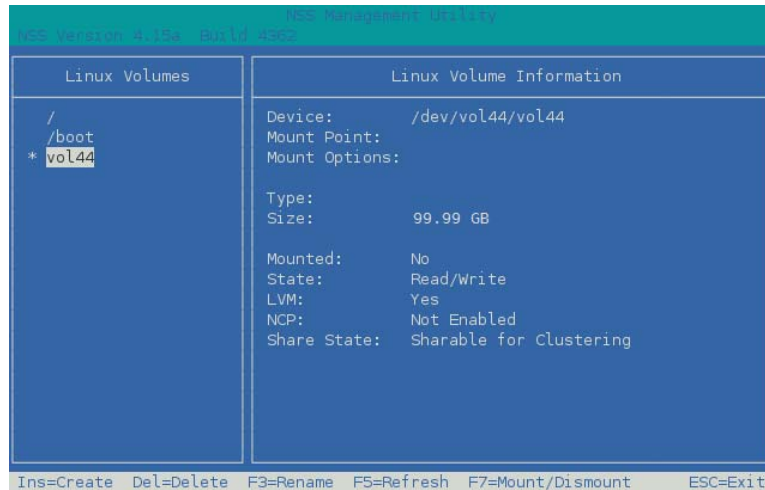 NSS Management Utility
NSS Version 4.15a Build 4362
Linux Volumes
/
/boot
* vol44
Linux Volume Information
Device: /dev/vol44/vol44
Mount Point:
Mount Options:
Type:
Size: 99.99 GB
Mounted: No
State: Read/Write
LVM: Yes
NCP: Not Enabled
Share State: Sharable for Clustering
Ins=Create Del=Delete F3=Rename F5=Refresh F7=Mount/Dismount ESC=Exit